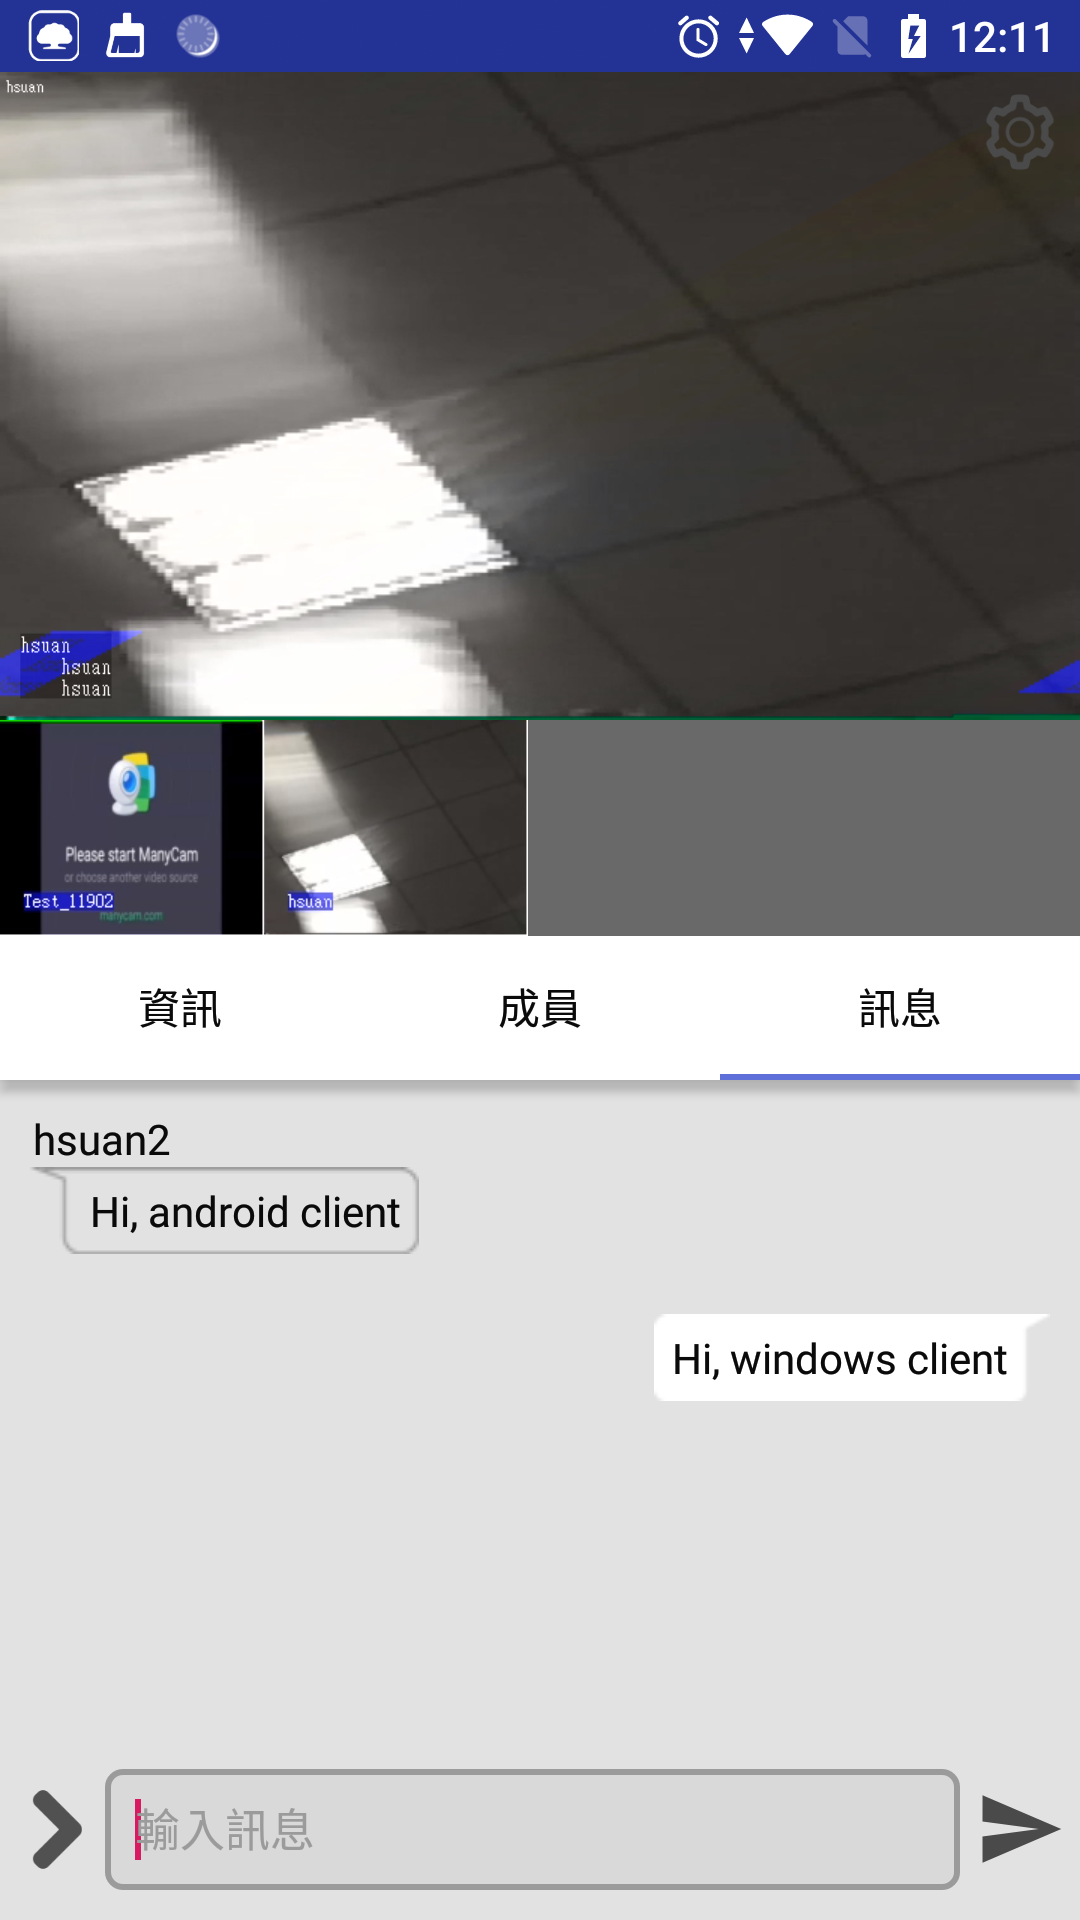 12:11
hsuan
hsuan
hsuan
hsuan
Please start ManyCam
or choose another video source
Test_11902
manycam.com
hsuan
資訊 成員 訊息
hsuan2
Hi, android client
Hi, windows client
輸入訊息